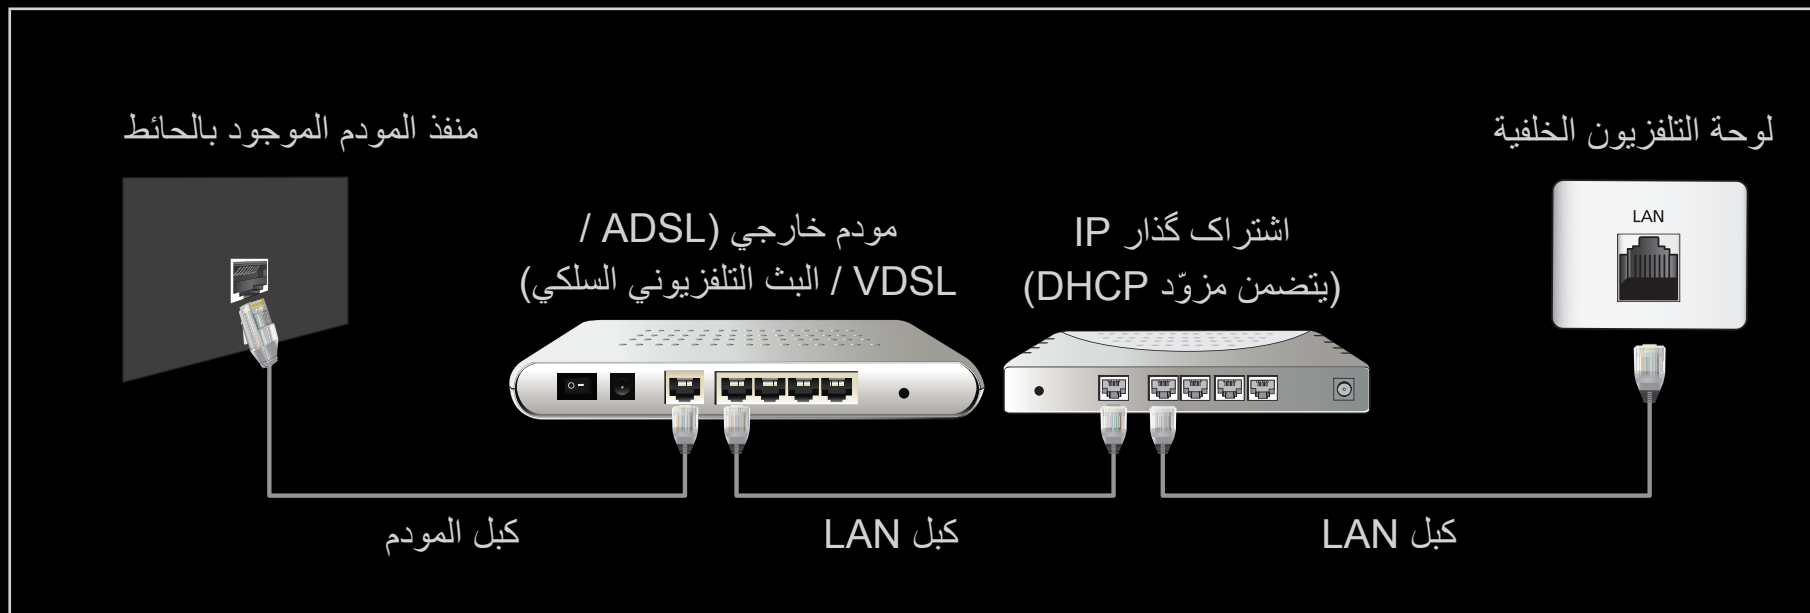 لوحة التلفزيون الخلفية
LAN
منفذ المودم الموجود بالحائط
اشتراک گذار IP
(يتضمن مزوّد DHCP)
مودم خارجي (ADSL /
VDSL / البث التلفزيوني السلكي)
كبل LAN
كبل LAN
كبل المودم